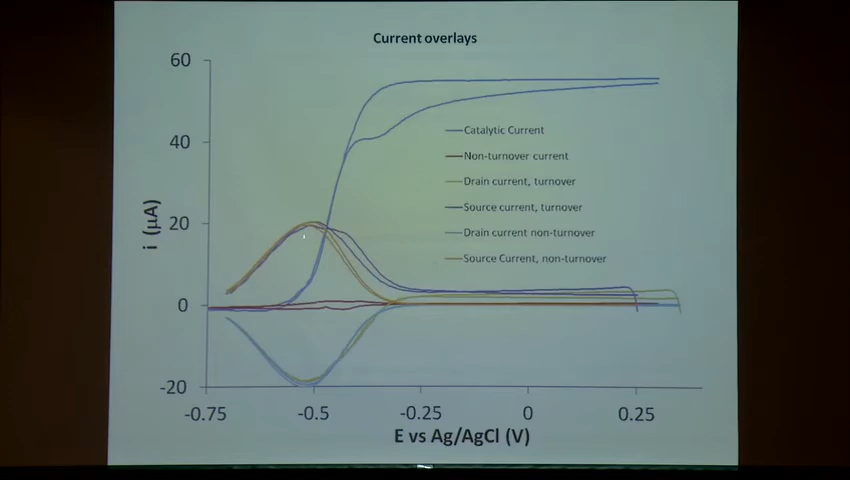 Current overlays
60
40
20
0
-20
i (µA)
Catalytic Current
Non-turnover current
Drain current, turnover
Source current, turnover
Drain current non-turnover
Source Current, non-turnover
-0.75
-0.5
-0.25
0
0.25
E vs Ag/AgCl (V)